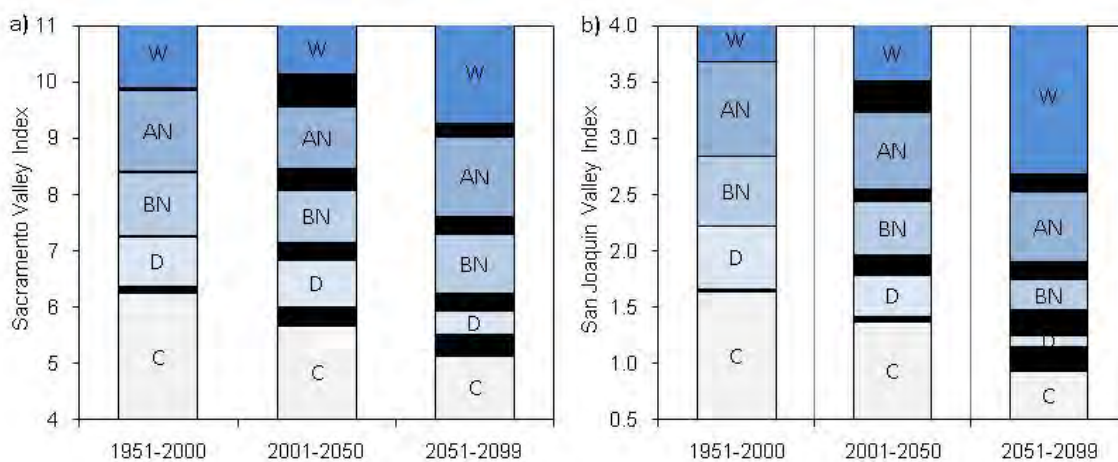 a)
Sacramento Valley Index
11
10
9
8
7
6
5
4
W
AN
BN
D
C
W
AN
BN
D
C
W
AN
BN
D
C
1951-2000 2001-2050 2051-2099
b)
San Joaquin Valley Index
4.0
3.5
3.0
2.5
2.0
1.5
1.0
0.5
W
AN
BN
D
C
W
AN
BN
D
C
W
AN
BN
D
C
1951-2000 2001-2050 2051-2099